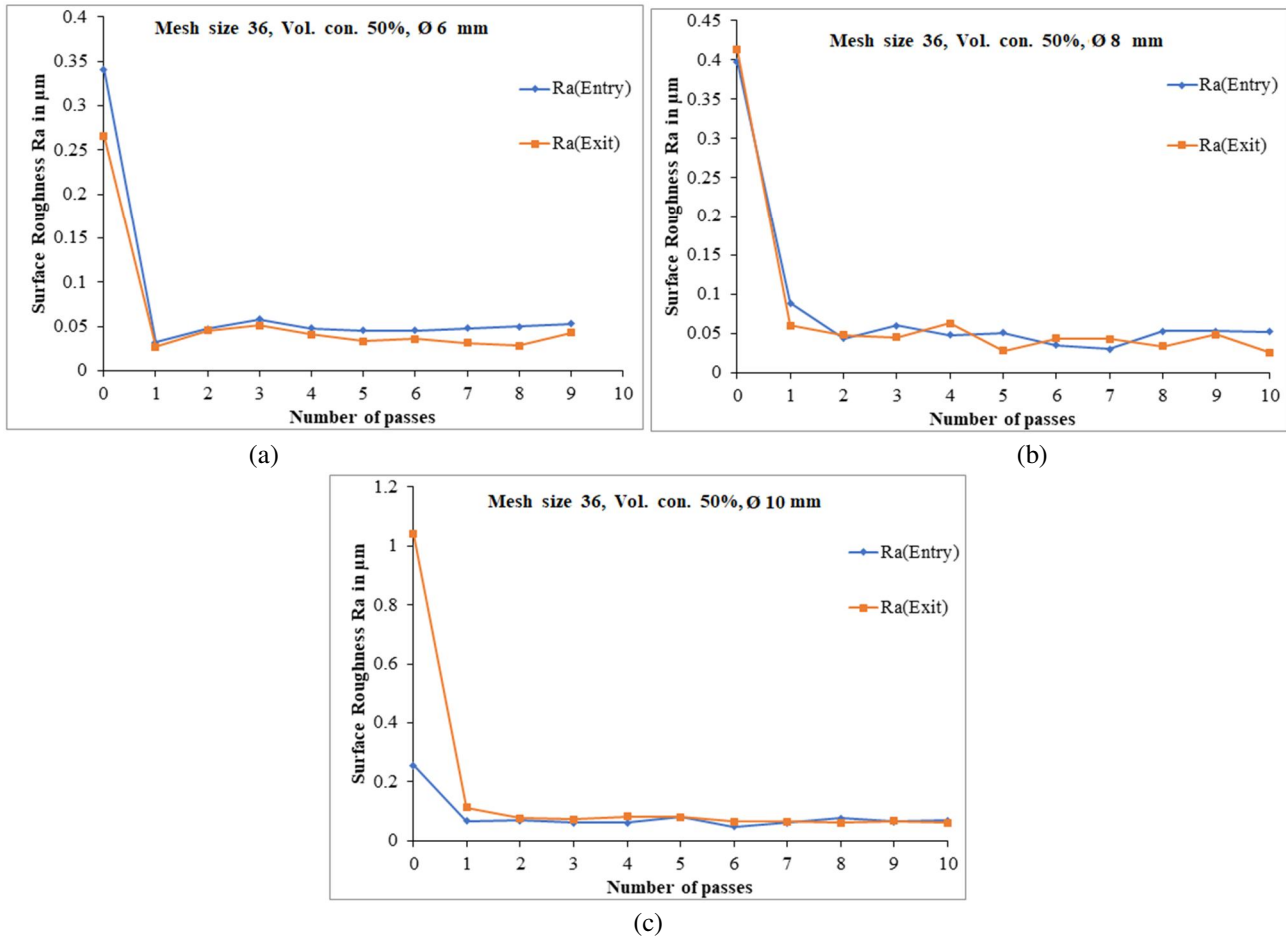 Mesh size 36, Vol. con. 50%, Ø 6 mm
Surface Roughness Ra in µm
0.4
0.35
0.3
0.25
0.2
0.15
0.1
0.05
0
Ra(Entry)
Ra(Exit)
0 1 2 3 4 5 6 7 8 9 10
Number of passes
(a)
Mesh size 36, Vol. con. 50%, Ø 8 mm
Surface Roughness Ra in µm
0.45
0.4
0.35
0.3
0.25
0.2
0.15
0.1
0.05
0
Ra(Entry)
Ra(Exit)
0 1 2 3 4 5 6 7 8 9 10
Number of passes
(b)
Mesh size 36, Vol. con. 50%, Ø 10 mm
Surface Roughness Ra in µm
1.2
1
0.8
0.6
0.4
0.2
0
Ra(Entry)
Ra(Exit)
0 1 2 3 4 5 6 7 8 9 10
Number of passes
(c)